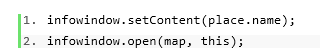 1. infowindow.setContent(place.name);
2. infowindow.open(map, this);